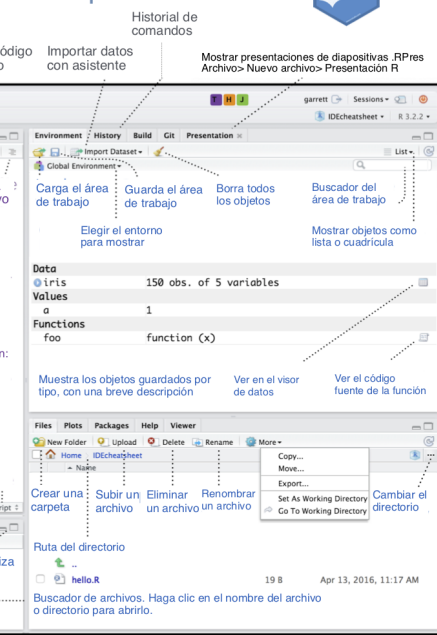 Historial de
comandos
ódigo
Importar datos
con asistente
Mostrar presentaciones de diapositivas .RPres
Archivo> Nuevo archivo> Presentación R
T H J
garrett
Sessions
IDEcheatsheet
R 3.2.2
Environment History Build Git Presentation
Import Dataset
List
Global Environment
Carga el área
de trabajo
Guarda el área
de trabajo
Borra todos
los objetos
Buscador del
área de trabajo
Elegir el entorno
para mostrar
Mostrar objetos como
lista o cuadrícula
Data
iris 150 obs. of 5 variables
Values
a 1
Functions
foo function (x)
n:
Muestra los objetos guardados por
tipo, con una breve descripción
Ver en el visor
de datos
Ver el código
fuente de la función
Files Plots Packages Help Viewer
New Folder Upload Delete Rename More
Home IDEcheatsheet
Name
Copy...
Move...
Export...
Set As Working Directory
Go To Working Directory
Crear una
carpeta
Subir un
archivo
Eliminar
un archivo
Renombrar
un archivo
Cambiar el
directorio
ript
iza
Ruta del directorio
..
hello.R 19 B Apr 13, 2016, 11:17 AM
Buscador de archivos. Haga clic en el nombre del archivo
o directorio para abrirlo.